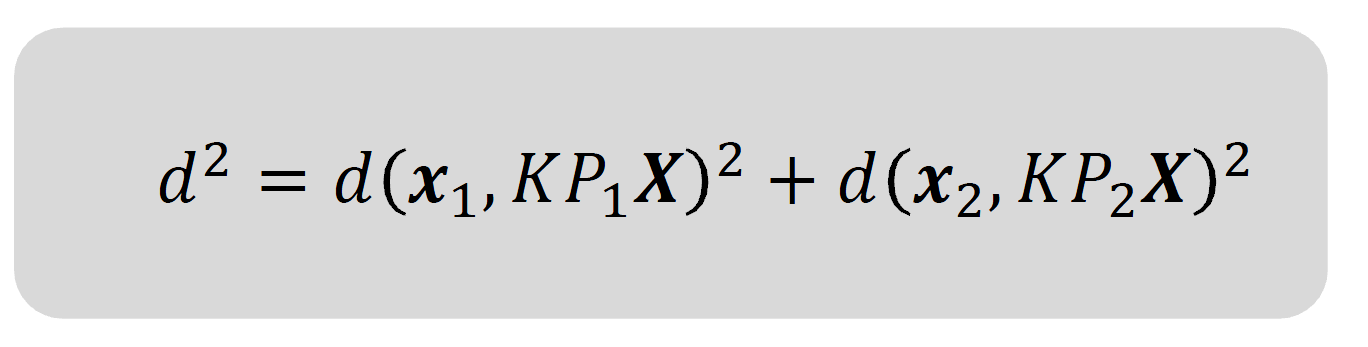 d² = d(x₁, KP₁X)² + d(x₂, KP₂X)²